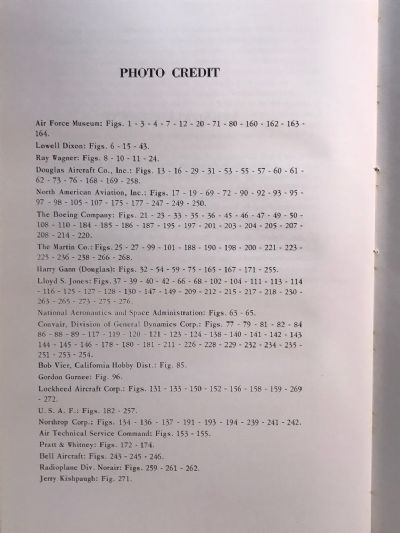 PHOTO CREDIT
Air Force Museum: Figs. 1 - 3 - 4 - 7 - 12 - 20 - 71 - 80 - 160 - 162 - 163 -
164.
Lowell Dixon: Figs. 6 - 15 - 43.
Ray Wagner: Figs. 8 - 10 - 11 - 24.
Douglas Aircraft Co., Inc.: Figs. 13 - 16 - 29 - 31 - 53 - 55 - 57 - 60 - 61 -
62 - 73 - 76 - 168 - 169 - 258.
North American Aviation, Inc.: Figs. 17 - 19 - 69 - 72 - 90 - 92 - 93 - 95 -
97 - 98 - 105 - 107 - 175 - 177 - 247 - 249 - 250.
The Boeing Company: Figs. 21 - 23 - 33 - 35 - 36 - 45 - 46 - 47 - 49 - 50 -
108 - 110 - 184 - 185 - 186 - 187 - 195 - 197 - 201 - 203 - 204 - 205 - 207 -
208 - 214 - 220.
The Martin Co.: Figs. 25 - 27 - 99 - 101 - 188 - 190 - 198 - 200 - 221 - 223 -
225 - 236 - 238 - 266 - 268.
Harry Gann (Douglas): Figs. 32 - 54 - 59 - 75 - 165 - 167 - 171 - 255.
Lloyd S. Jones: Figs. 37 - 39 - 40 - 42 - 66 - 68 - 102 - 104 - 111 - 113 - 114
- 116 - 125 - 127 - 128 - 130 - 147 - 149 - 209 - 212 - 215 - 217 - 218 - 230 -
263 - 265 - 273 - 275 - 276.
National Aeronautics and Space Administration: Figs. 63 - 65.
Convair, Division of General Dynamics Corp.: Figs. 77 - 79 - 81 - 82 - 84
- 86 - 88 - 89 - 117 - 119 - 120 - 121 - 123 - 124 - 138 - 140 - 141 - 142 - 143
144 - 145 - 146 - 178 - 180 - 181 - 211 - 226 - 228 - 229 - 232 - 234 - 235 -
251 - 253 - 254.
Bob Vier, California Hobby Dist.: Fig. 85.
Gordon Gurnee: Fig. 96.
Lockheed Aircraft Corp.: Figs. 131 - 133 - 150 - 152 - 156 - 158 - 159 - 269
- 272.
U. S. A. F.: Figs. 182 - 257.
Northrop Corp.: Figs. 134 - 136 - 137 - 191 - 193 - 194 - 239 - 241 - 242.
Air Technical Service Command: Figs. 153 - 155.
Pratt & Whitney: Figs. 172 - 174.
Bell Aircraft: Figs. 243 - 245 - 246.
Radioplane Div. Norair: Figs. 259 - 261 - 262.
Jerry Kishpaugh: Fig. 271.